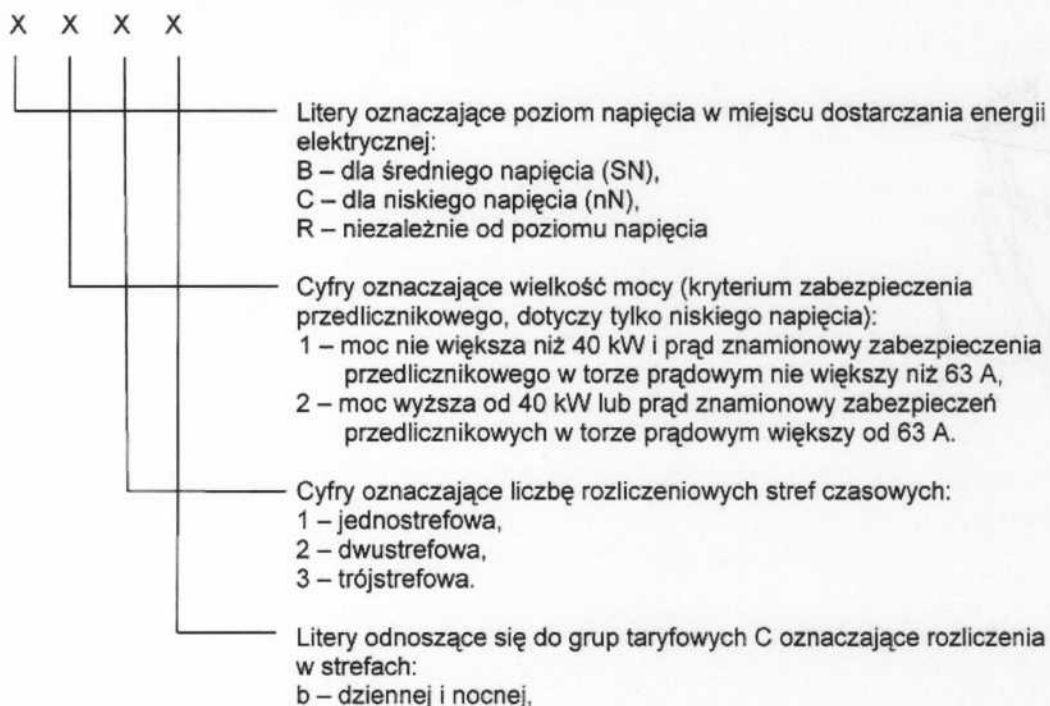 X X X X
Litery oznaczające poziom napięcia w miejscu dostarczania energii
elektrycznej:
B – dla średniego napięcia (SN),
C – dla niskiego napięcia (nN),
R – niezależnie od poziomu napięcia
Cyfry oznaczające wielkość mocy (kryterium zabezpieczenia
przedlicznikowego, dotyczy tylko niskiego napięcia):
1 – moc nie większa niż 40 kW i prąd znamionowy zabezpieczenia
przedlicznikowego w torze prądowym nie większy niż 63 A,
2 – moc wyższa od 40 kW lub prąd znamionowy zabezpieczeń
przedlicznikowych w torze prądowym większy od 63 A.
Cyfry oznaczające liczbę rozliczeniowych stref czasowych:
1 – jednostrefowa,
2 – dwustrefowa,
3 – trójstrefowa.
Litery odnoszące się do grup taryfowych C oznaczające rozliczenia
w strefach:
b – dziennej i nocnej,